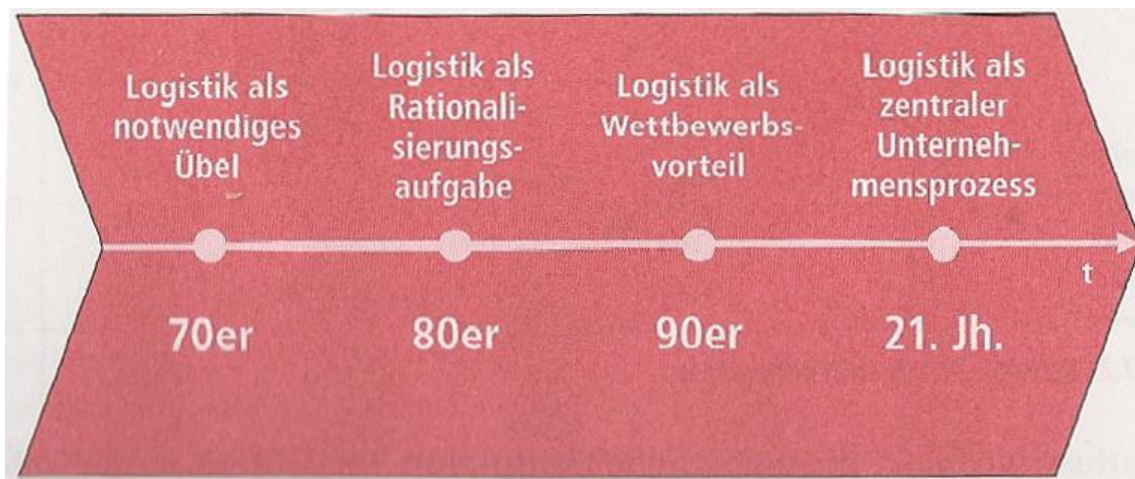 Logistik als
notwendiges
Übel
Logistik als
Rationali-
sierungs-
aufgabe
Logistik als
Wettbewerbs-
vorteil
Logistik als
zentraler
Unterneh-
mensprozess
t
70er
80er
90er
21. Jh.